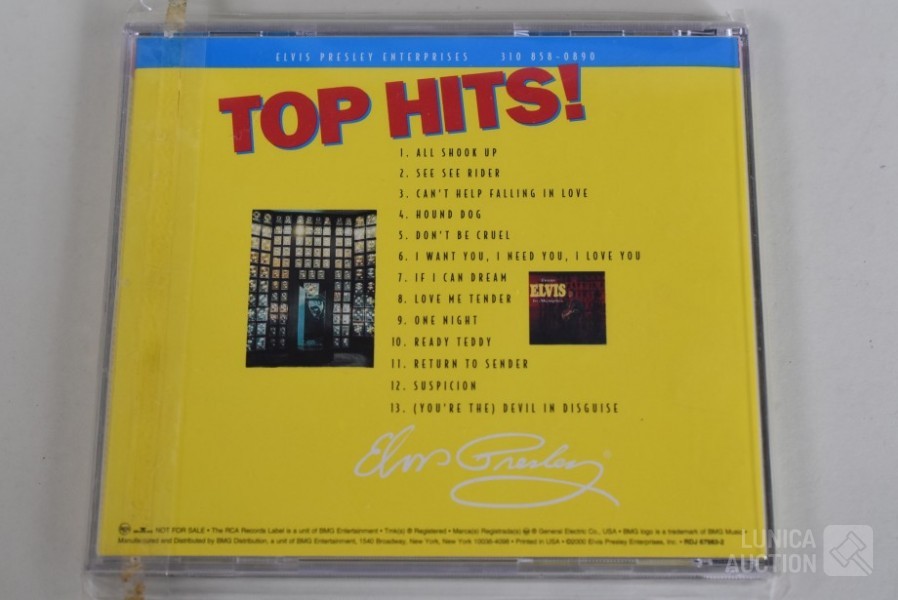 ELVIS PRESLEY ENTERPRISES 310 858-0890
TOP HITS!
1. ALL SHOOK UP
2. SEE SEE RIDER
3. CAN'T HELP FALLING IN LOVE
4. HOUND DOG
5. DON'T BE CRUEL
6. I WANT YOU, I NEED YOU, I LOVE YOU
7. IF I CAN DREAM
8. LOVE ME TENDER
9. ONE NIGHT
10. READY TEDDY
11. RETURN TO SENDER
12. SUSPICION
13. (YOU'RE THE) DEVIL IN DISGUISE
ELVIS
Elvis Presley
NOT FOR SALE • The RCA Records Label is a unit of BMG Entertainment • Tmk(s) ® Registered • Marca(s) Registrada(s) ® General Electric Co., USA • BMG logo is a trademark of BMG Music
Manufactured and Distributed by BMG Distribution, a unit of BMG Entertainment, 1540 Broadway, New York, New York 10036-4098 • Printed in USA • ©2000 Elvis Presley Enterprises, Inc. •
LUNICA
AUCTION